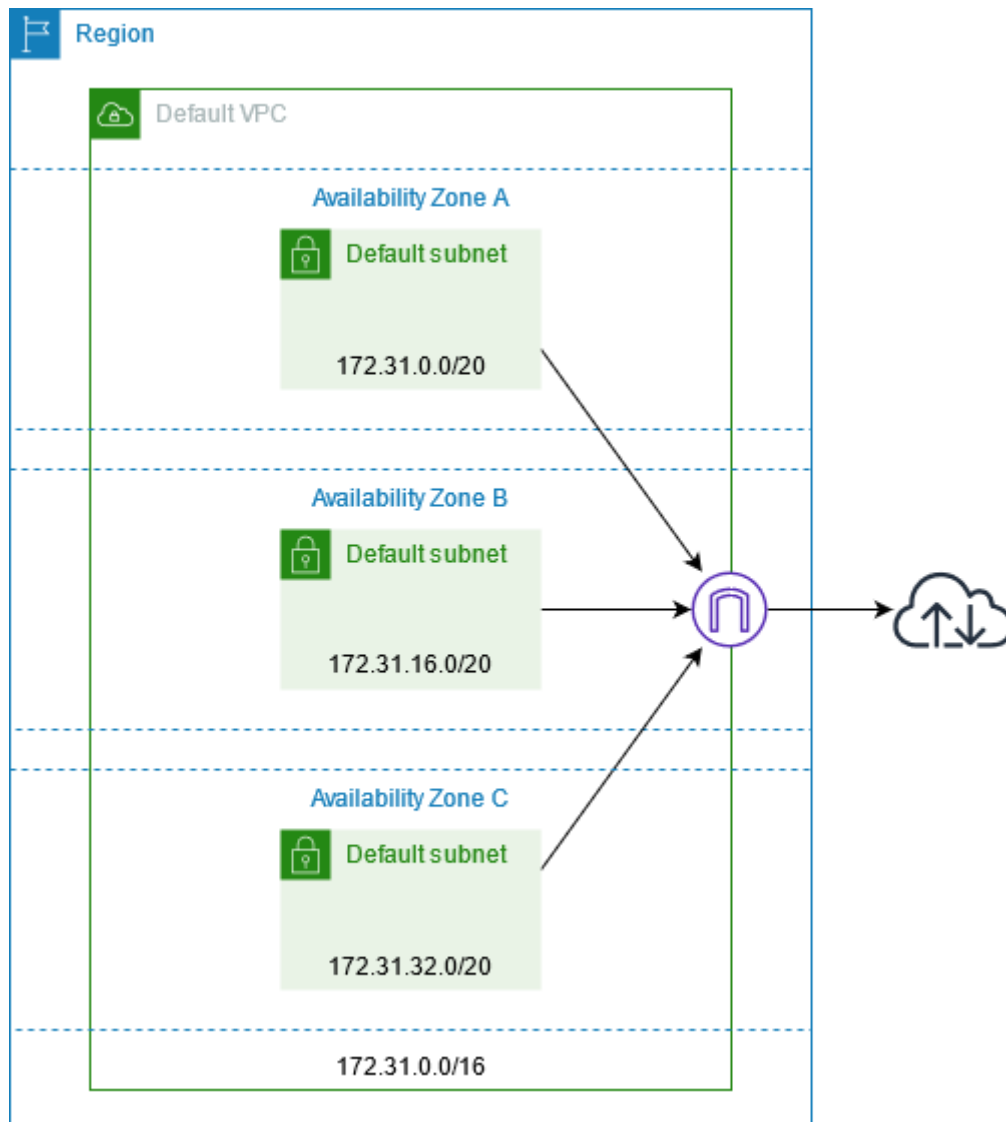 Region
Default VPC
Availability Zone A
Default subnet
172.31.0.0/20
Availability Zone B
Default subnet
172.31.16.0/20
Availability Zone C
Default subnet
172.31.32.0/20
172.31.0.0/16